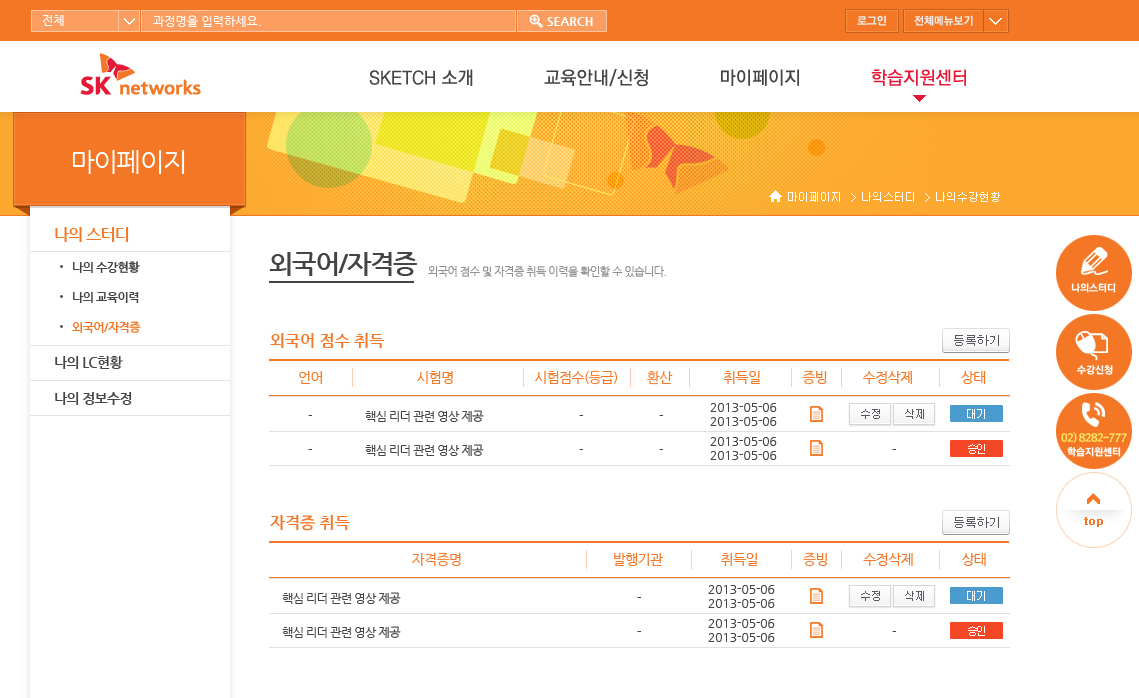 전체
과정명을 입력하세요.
SEARCH
로그인
전체메뉴보기
SK networks
SKETCH 소개
교육안내/신청
마이페이지
학습지원센터
마이페이지
마이페이지 > 나의스터디 > 나의수강현황
나의 스터디
· 나의 수강현황
· 나의 교육이력
· 외국어/자격증
나의 LC현황
나의 정보수정
외국어/자격증
외국어 점수 및 자격증 취득 이력을 확인할 수 있습니다.
외국어 점수 취득
등록하기
언어 시험명 시험점수(등급) 환산 취득일 증빙 수정삭제 상태
- 핵심 리더 관련 영상 제공 - - 2013-05-06 수정 삭제 대기
2013-05-06
- 핵심 리더 관련 영상 제공 - - 2013-05-06 - 승인
2013-05-06
자격증 취득
등록하기
자격증명 발행기관 취득일 증빙 수정삭제 상태
핵심 리더 관련 영상 제공 - 2013-05-06 수정 삭제 대기
2013-05-06
핵심 리더 관련 영상 제공 - 2013-05-06 - 승인
2013-05-06
나의스터디
수강신청
02) 8282-777
학습지원센터
top